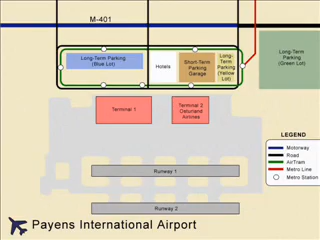 M-401
Long-Term Parking
(Blue Lot)
Hotels
Short-Term
Parking
Garage
Long-
Term
Parking
(Yellow
Lot)
Long-Term
Parking
(Green Lot)
Terminal 1
Terminal 2
Osturland
Airlines
LEGEND
Motorway
Road
AirTrain
Metro Line
Metro Station
Runway 1
Runway 2
Payens International Airport